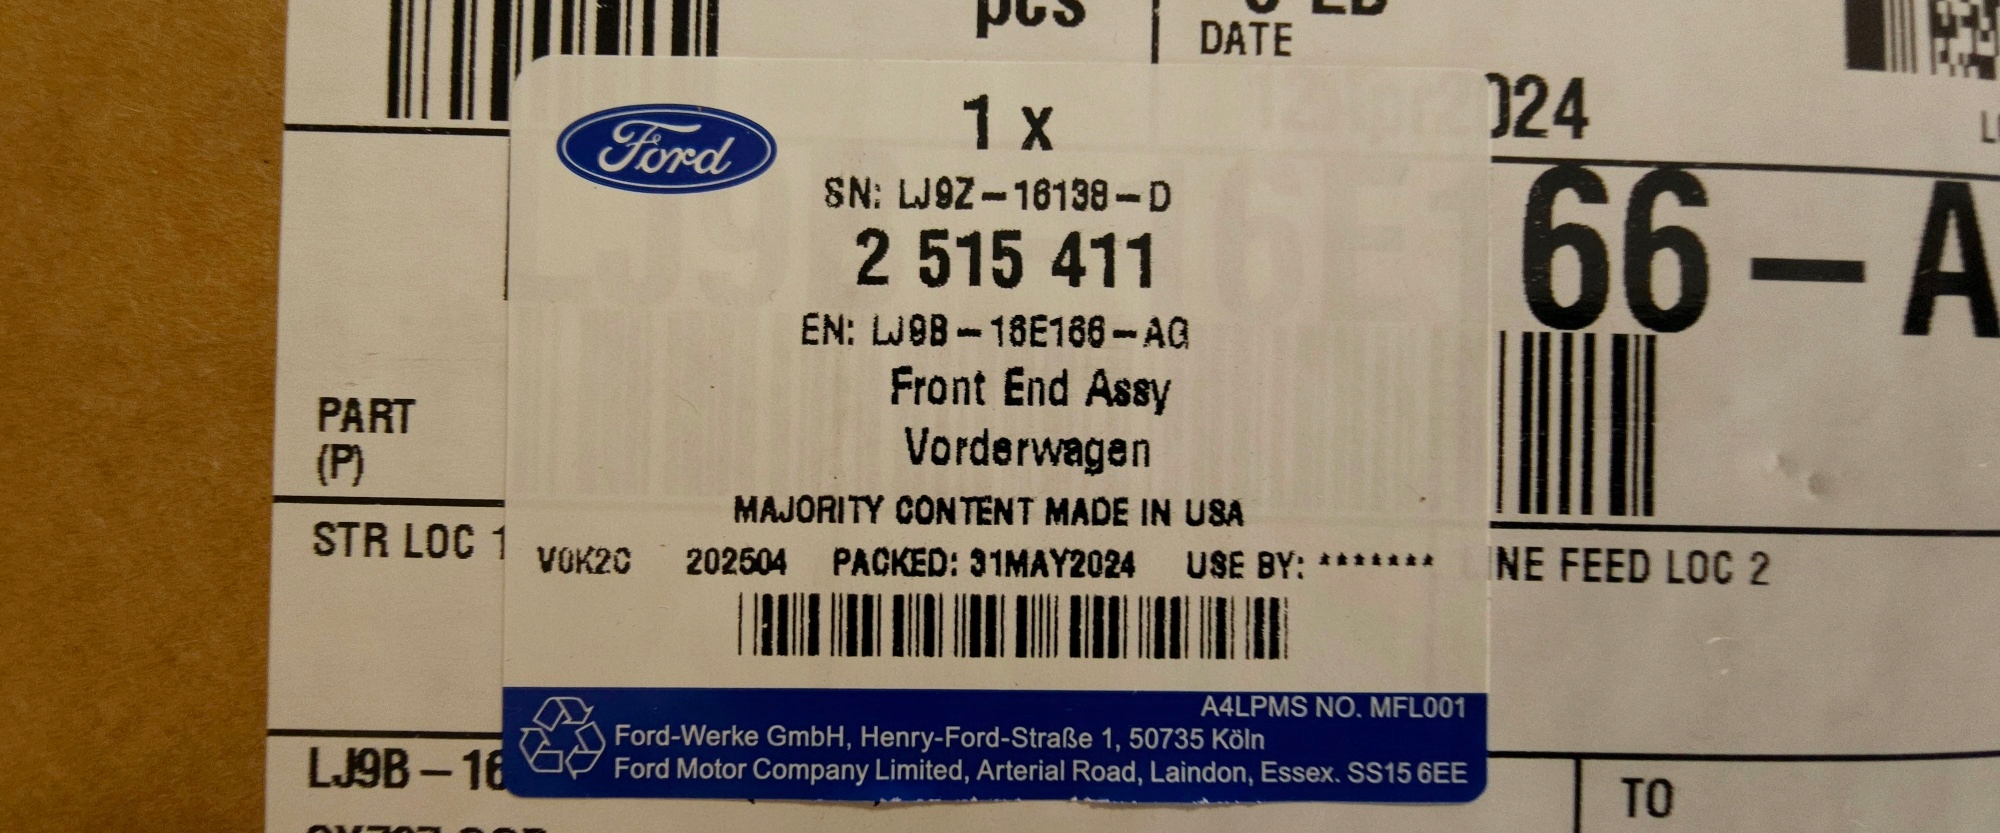 pcs
DATE
024
Ford
1 x
SN: LJ9Z-16138-D
2 515 411
66-A
EN: LJ9B-16E166-AG
Front End Assy
Vorderwagen
PART
(P)
MAJORITY CONTENT MADE IN USA
STR LOC 1
V0K2C 202504 PACKED: 31MAY2024 USE BY: *******
NE FEED LOC 2
A4LPMS NO. MFL001
Ford-Werke GmbH, Henry-Ford-Straße 1, 50735 Köln
Ford Motor Company Limited, Arterial Road, Laindon, Essex. SS15 6EE
LJ9B-16
TO